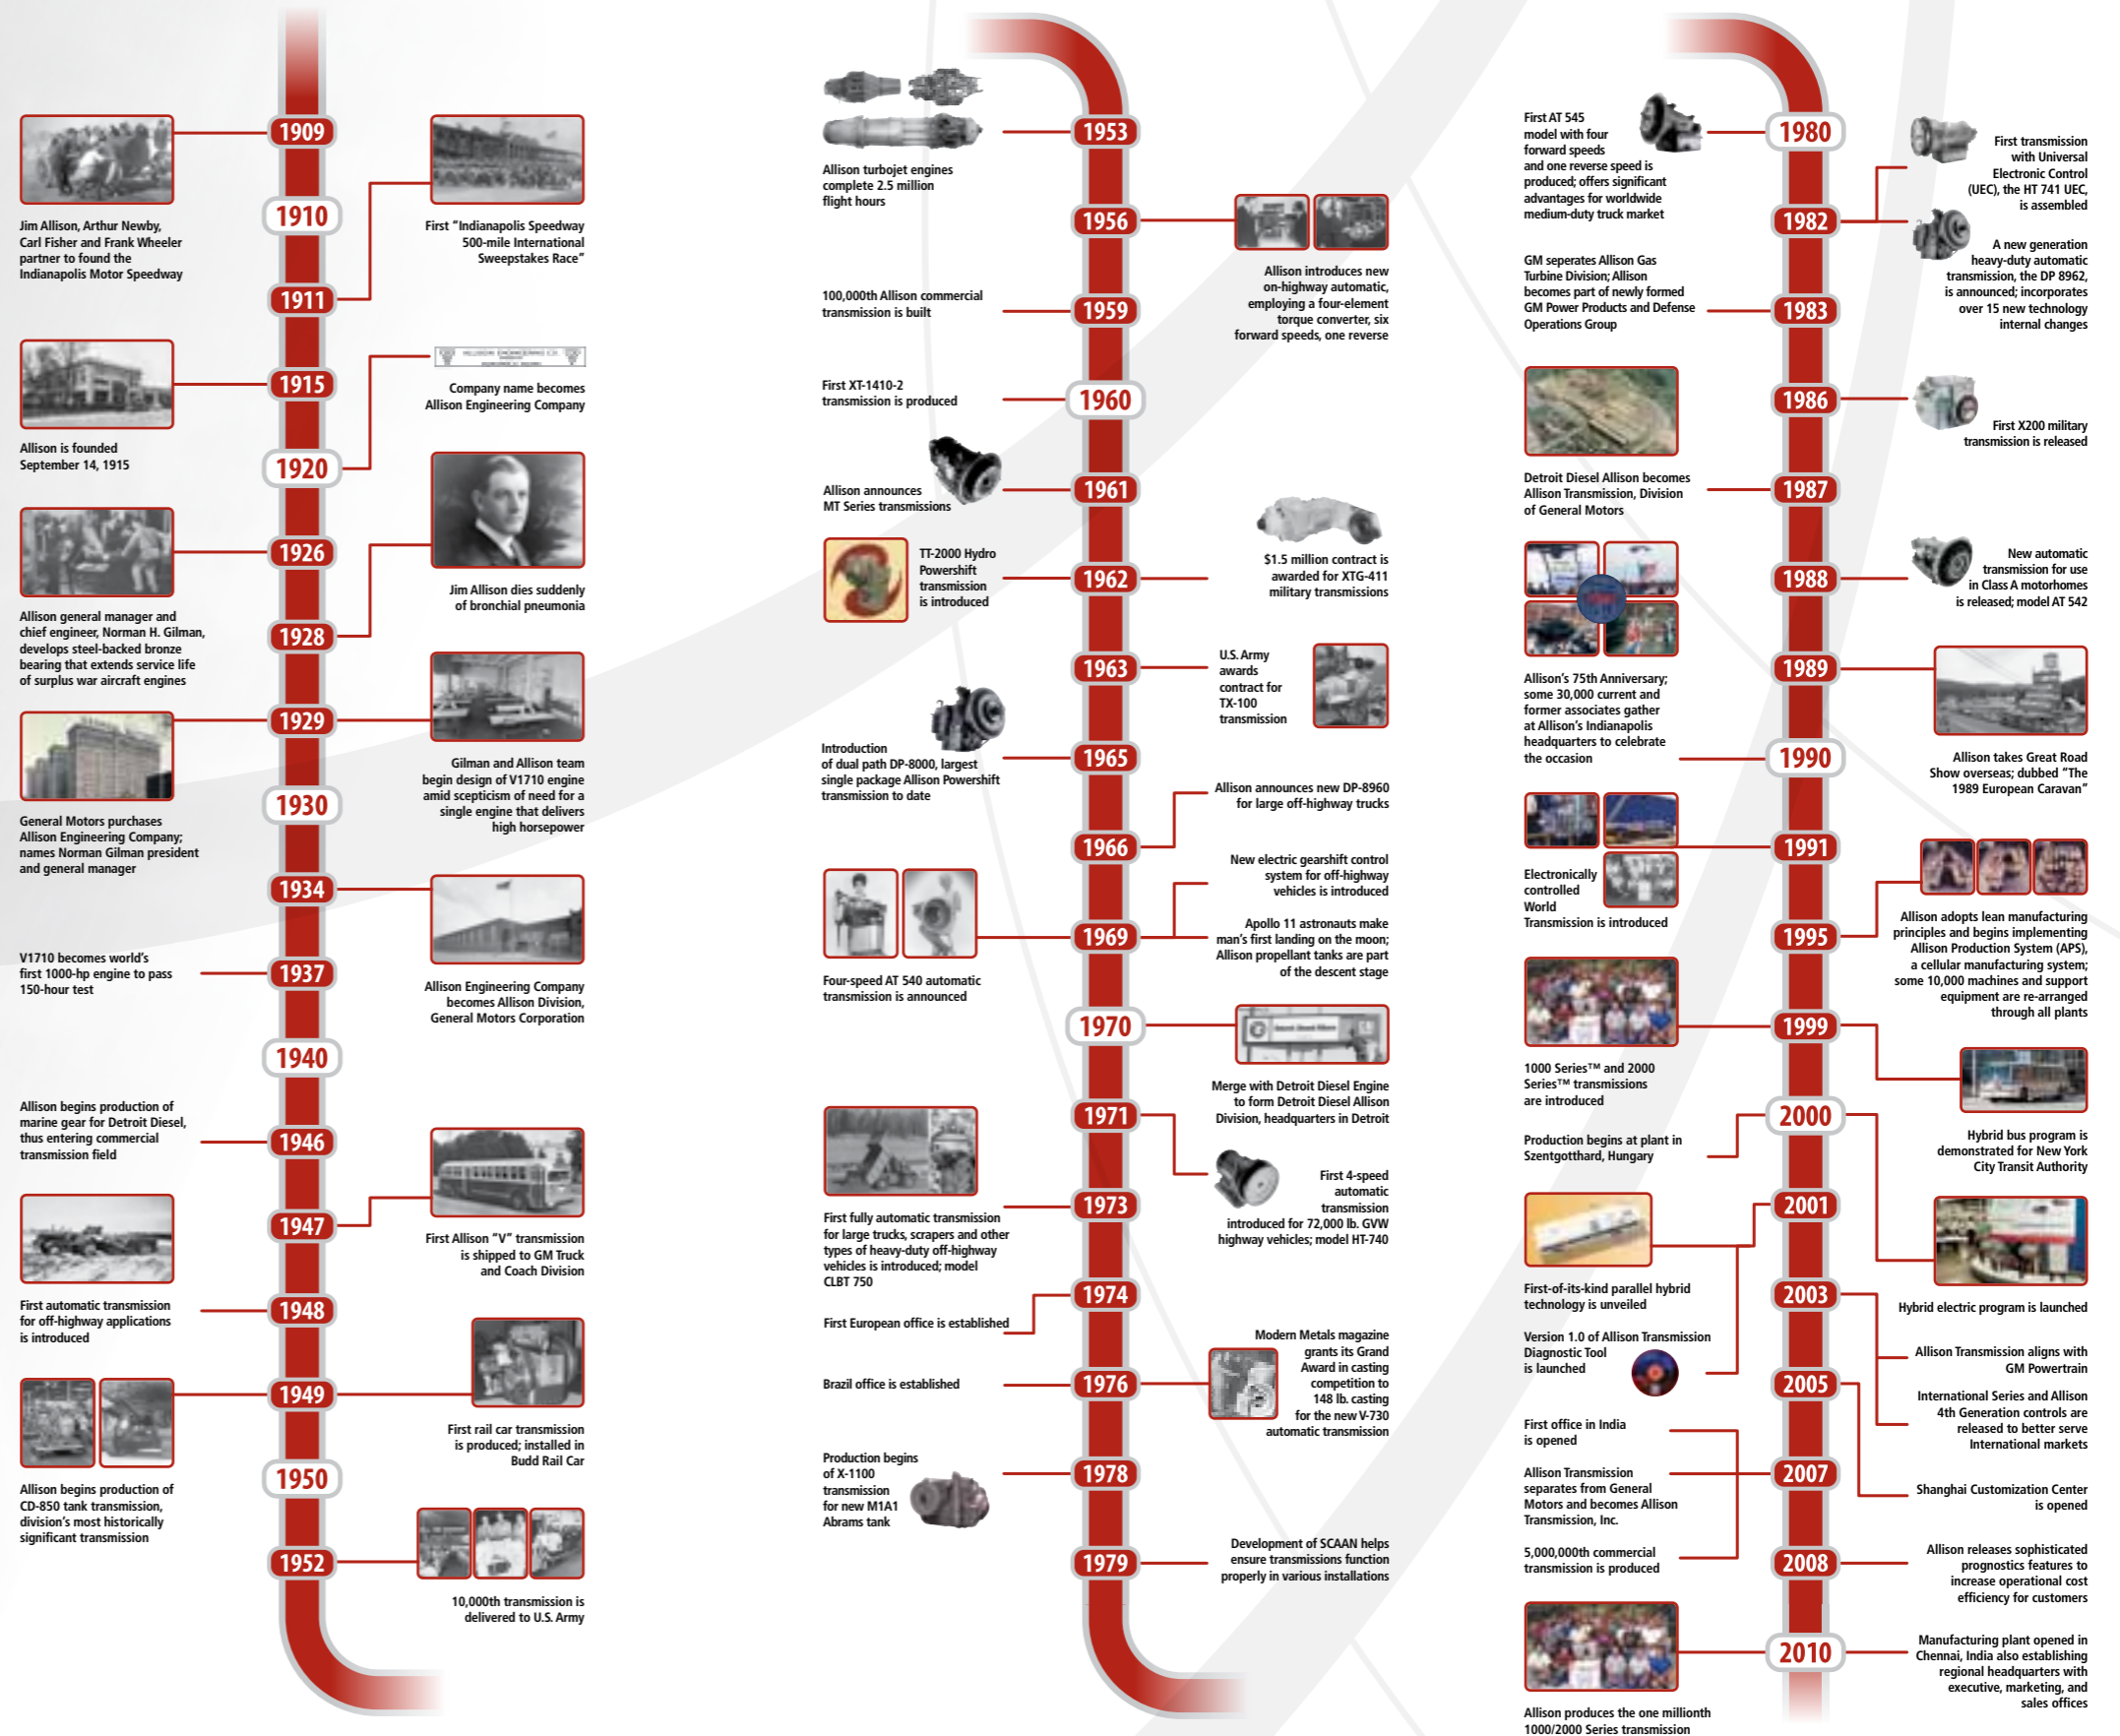 1909
Jim Allison, Arthur Newby,
Carl Fisher and Frank Wheeler
partner to found the
Indianapolis Motor Speedway
1910
1911
First “Indianapolis Speedway
500-mile International
Sweepstakes Race”
1915
Allison is founded
September 14, 1915
1920
Company name becomes
Allison Engineering Company
1926
Allison general manager and
chief engineer, Norman H. Gilman,
develops steel-backed bronze
bearing that extends service life
of surplus war aircraft engines
1928
Jim Allison dies suddenly
of bronchial pneumonia
1929
General Motors purchases
Allison Engineering Company;
names Norman Gilman president
and general manager
Gilman and Allison team
begin design of V1710 engine
amid scepticism of need for a
single engine that delivers
high horsepower
1930
1934
Allison Engineering Company
becomes Allison Division,
General Motors Corporation
1937
V1710 becomes world’s
first 1000-hp engine to pass
150-hour test
1940
1946
Allison begins production of
marine gear for Detroit Diesel,
thus entering commercial
transmission field
1947
First Allison “V” transmission
is shipped to GM Truck
and Coach Division
1948
First automatic transmission
for off-highway applications
is introduced
1949
Allison begins production of
CD-850 tank transmission,
division’s most historically
significant transmission
First rail car transmission
is produced; installed in
Budd Rail Car
1950
1952
10,000th transmission is
delivered to U.S. Army
1953
Allison turbojet engines
complete 2.5 million
flight hours
1956
Allison introduces new
on-highway automatic,
employing a four-element
torque converter, six
forward speeds, one reverse
1959
100,000th Allison commercial
transmission is built
1960
First XT-1410-2
transmission is produced
1961
Allison announces
MT Series transmissions
1962
TT-2000 Hydro
Powershift
transmission
is introduced
$1.5 million contract is
awarded for XTG-411
military transmissions
1963
U.S. Army
awards
contract for
TX-100
transmission
1965
Introduction
of dual path DP-8000, largest
single package Allison Powershift
transmission to date
1966
Allison announces new DP-8960
for large off-highway trucks
1969
Four-speed AT 540 automatic
transmission is announced
New electric gearshift control
system for off-highway
vehicles is introduced
Apollo 11 astronauts make
man’s first landing on the moon;
Allison propellant tanks are part
of the descent stage
1970
Detroit Diesel Allison
Merge with Detroit Diesel Engine
to form Detroit Diesel Allison
Division, headquarters in Detroit
1971
First 4-speed
automatic
transmission
introduced for 72,000 lb. GVW
highway vehicles; model HT-740
1973
First fully automatic transmission
for large trucks, scrapers and other
types of heavy-duty off-highway
vehicles is introduced; model
CLBT 750
1974
First European office is established
1976
Brazil office is established
Modern Metals magazine
grants its Grand
Award in casting
competition to
148 lb. casting
for the new V-730
automatic transmission
1978
Production begins
of X-1100
transmission
for new M1A1
Abrams tank
1979
Development of SCAAN helps
ensure transmissions function
properly in various installations
1980
First AT 545
model with four
forward speeds
and one reverse speed is
produced; offers significant
advantages for worldwide
medium-duty truck market
1982
First transmission
with Universal
Electronic Control
(UEC), the HT 741 UEC,
is assembled
A new generation
heavy-duty automatic
transmission, the DP 8962,
is announced; incorporates
over 15 new technology
internal changes
1983
GM seperates Allison Gas
Turbine Division; Allison
becomes part of newly formed
GM Power Products and Defense
Operations Group
1986
First X200 military
transmission is released
1987
Detroit Diesel Allison becomes
Allison Transmission, Division
of General Motors
1988
New automatic
transmission for use
in Class A motorhomes
is released; model AT 542
1989
Allison takes Great Road
Show overseas; dubbed “The
1989 European Caravan”
1990
Allison’s 75th Anniversary;
some 30,000 current and
former associates gather
at Allison’s Indianapolis
headquarters to celebrate
the occasion
1991
Electronically
controlled
World
Transmission is introduced
1995
Allison adopts lean manufacturing
principles and begins implementing
Allison Production System (APS),
a cellular manufacturing system;
some 10,000 machines and support
equipment are re-arranged
through all plants
1999
1000 Series™ and 2000
Series™ transmissions
are introduced
Hybrid bus program is
demonstrated for New York
City Transit Authority
2000
Production begins at plant in
Szentgotthard, Hungary
Hybrid electric program is launched
2001
First-of-its-kind parallel hybrid
technology is unveiled
Version 1.0 of Allison Transmission
Diagnostic Tool
is launched
2003
Allison Transmission aligns with
GM Powertrain
International Series and Allison
4th Generation controls are
released to better serve
International markets
2005
Shanghai Customization Center
is opened
2007
First office in India
is opened
Allison Transmission
separates from General
Motors and becomes Allison
Transmission, Inc.
5,000,000th commercial
transmission is produced
2008
Allison releases sophisticated
prognostics features to
increase operational cost
efficiency for customers
2010
Allison produces the one millionth
1000/2000 Series transmission
Manufacturing plant opened in
Chennai, India also establishing
regional headquarters with
executive, marketing, and
sales offices